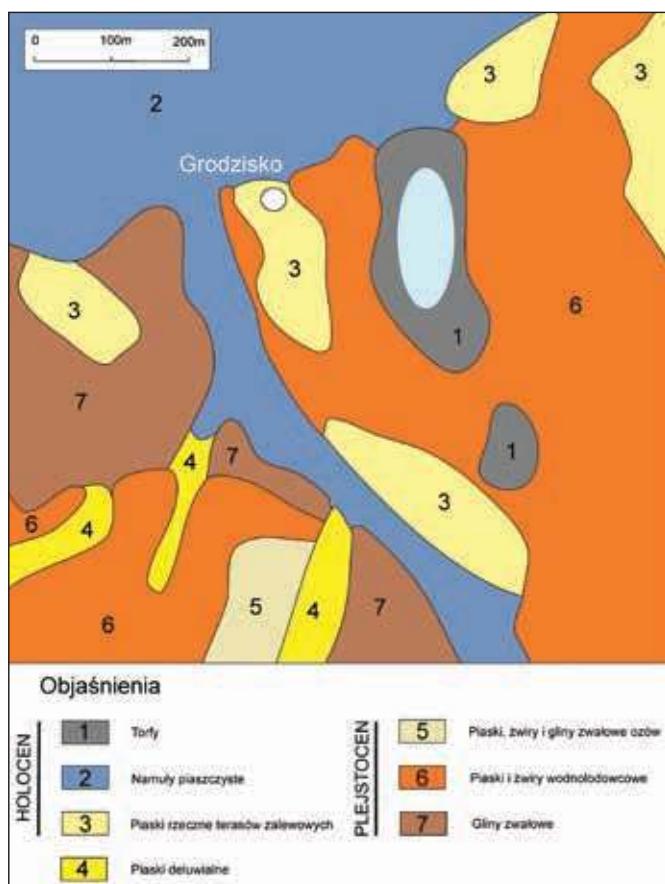 0 100m 200m
3
3
2
Grodzisko
3
3
6
1
7
1
4
7
3
6
4
5
4
7
6
Objaśnienia
HOLOCEN
1 Torfy
2 Namuły piaszczyste
3 Piaski rzeczne terasów zalewowych
4 Piaski deluwialne
PLEJSTOCEN
5 Piaski, żwiry i gliny zwałowe ozów
6 Piaski i żwiry wodnolodowcowe
7 Gliny zwałowe